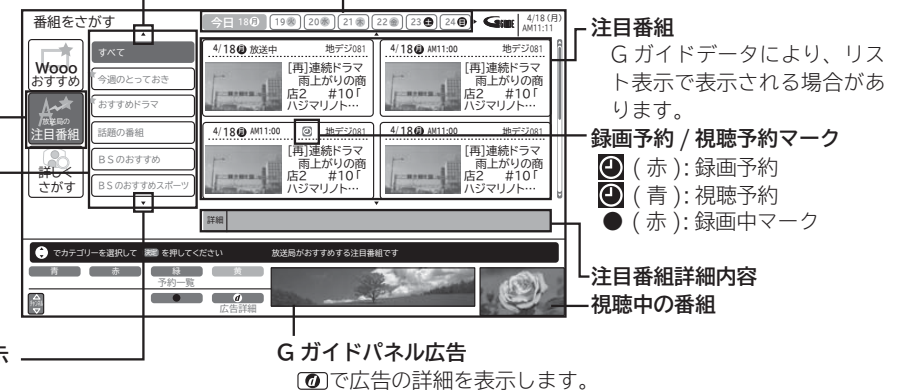 番組をさがす
今日 18月 19火 20水 21木 22金 23土 24日 G GUIDE 4/18(月)
AM11:11
Wooo
おすすめ
放送局の
注目番組
詳しく
さがす
すべて
今週のとっておき
おすすめドラマ
話題の番組
BSのおすすめ
BSのおすすめスポーツ
4/18月 放送中 地デジ081
[再]連続ドラマ
雨上がりの商
店2 #10「
ハジマリノト…
4/18月 AM11:00 地デジ081
[再]連続ドラマ
雨上がりの商
店2 #10「
ハジマリノト…
4/18月 AM11:00 地デジ081
[再]連続ドラマ
雨上がりの商
店2 #10「
ハジマリノト…
4/18月 AM11:00 地デジ081
[再]連続ドラマ
雨上がりの商
店2 #10「
ハジマリノト…
詳細
でカテゴリーを選択して 決定 を押してください 放送局がおすすめする注目番組です
青 赤 緑 黄
予約一覧
● d
広告詳細
注目番組
G ガイドデータにより、リス
ト表示で表示される場合があ
ります。
録画予約 / 視聴予約マーク
( 赤 ): 録画予約
( 青 ): 視聴予約
● ( 赤 ): 録画中マーク
注目番組詳細内容
視聴中の番組
示
G ガイドパネル広告
dで広告の詳細を表示します。